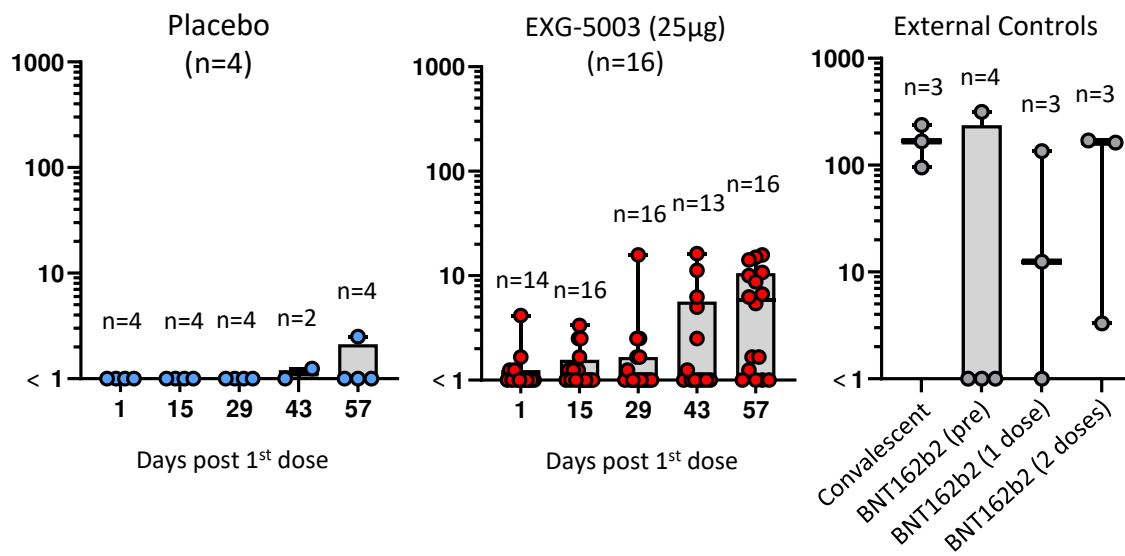 Placebo
(n=4)
1000
100
10
< 1
n=4
n=4
n=4
n=2
n=4
1
15
29
43
57
Days post 1st dose
EXG-5003 (25µg)
(n=16)
1000
100
10
< 1
n=14
n=16
n=16
n=13
n=16
1
15
29
43
57
Days post 1st dose
External Controls
1000
100
10
< 1
n=3
n=4
n=3
n=3
Convalescent
BNT162b2 (pre)
BNT162b2 (1 dose)
BNT162b2 (2 doses)